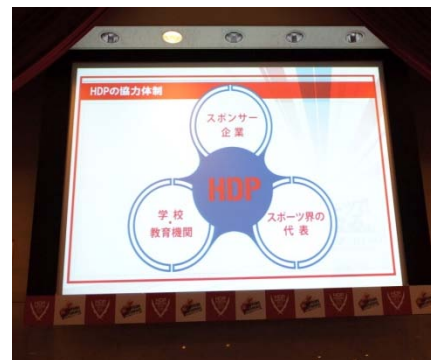 HDPの協力体制
スポンサー
企業
HDP
学校・
教育機関
スポーツ界の
代表